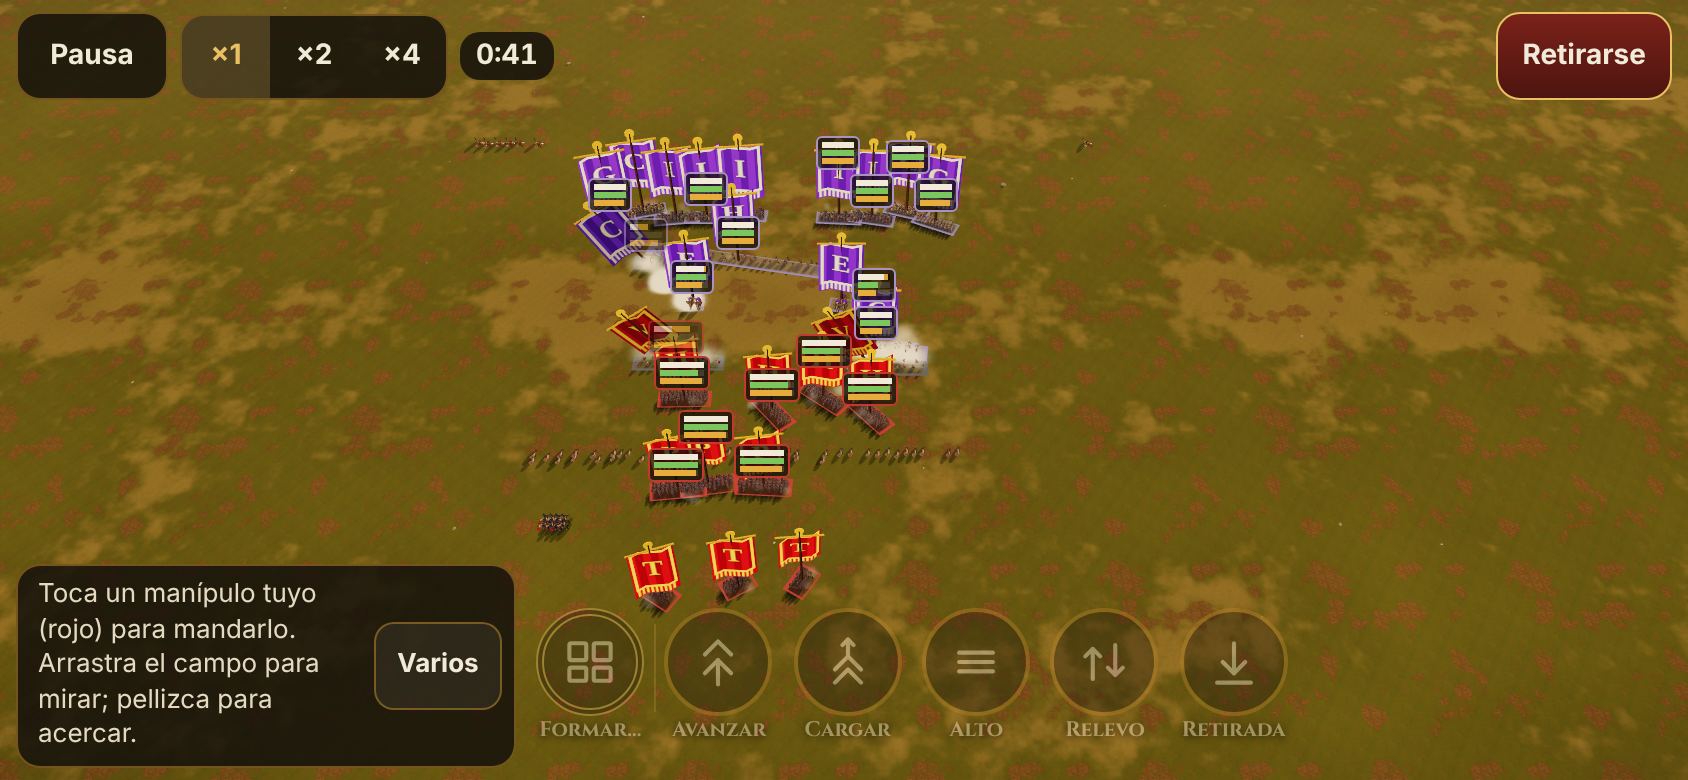 Pausa
×1
×2
×4
0:41
Retirarse
G
C
I
I
I
I
G
H
C
E
E
T
T
T
Toca un manípulo tuyo
(rojo) para mandarlo.
Arrastra el campo para
mirar; pellizca para
acercar.
Varios
FORMAR...
AVANZAR
CARGAR
ALTO
RELEVO
RETIRADA